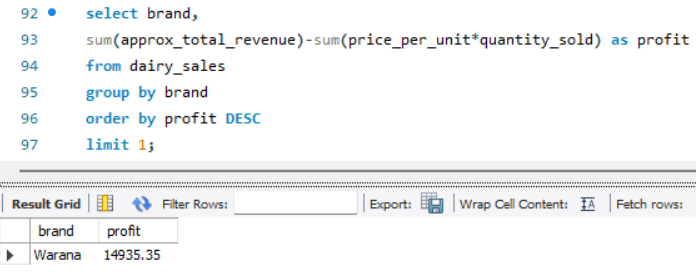 92 select brand,
93 sum(approx_total_revenue)-sum(price_per_unit*quantity_sold) as profit
94 from dairy_sales
95 group by brand
96 order by profit DESC
97 limit 1;
Result Grid Filter Rows: Export: Wrap Cell Content: IA Fetch rows:
brand profit
Warana 14935.35